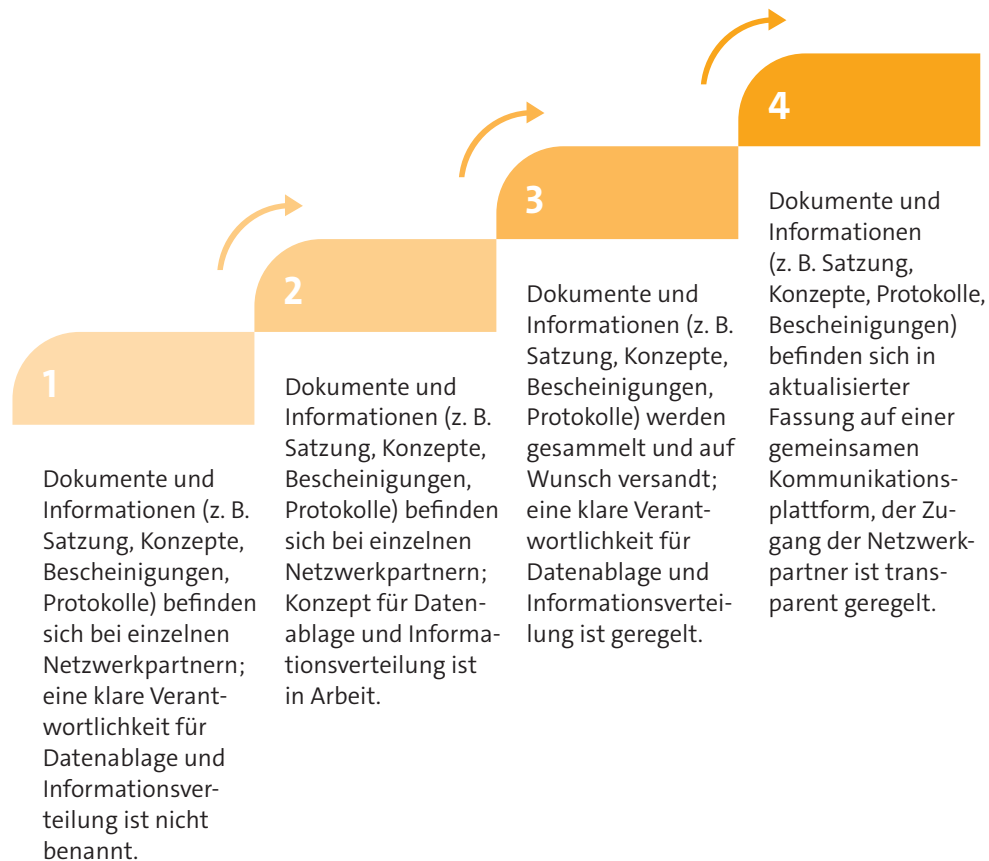 1
Dokumente und
Informationen (z. B.
Satzung, Konzepte,
Bescheinigungen,
Protokolle) befinden
sich bei einzelnen
Netzwerkpartnern;
eine klare Verant-
wortlichkeit für
Datenablage und
Informationsver-
teilung ist nicht
benannt.
2
Dokumente und
Informationen (z. B.
Satzung, Konzepte,
Bescheinigungen,
Protokolle) befinden
sich bei einzelnen
Netzwerkpartnern;
Konzept für Daten-
ablage und Informa-
tionsverteilung ist
in Arbeit.
3
Dokumente und
Informationen (z. B.
Satzung, Konzepte,
Bescheinigungen,
Protokolle) werden
gesammelt und auf
Wunsch versandt;
eine klare Verant-
wortlichkeit für
Datenablage und
Informationsvertei-
lung ist geregelt.
4
Dokumente und
Informationen
(z. B. Satzung,
Konzepte, Protokolle,
Bescheinigungen)
befinden sich in
aktualisierter
Fassung auf einer
gemeinsamen
Kommunikations-
plattform, der Zu-
gang der Netzwerk-
partner ist trans-
parent geregelt.